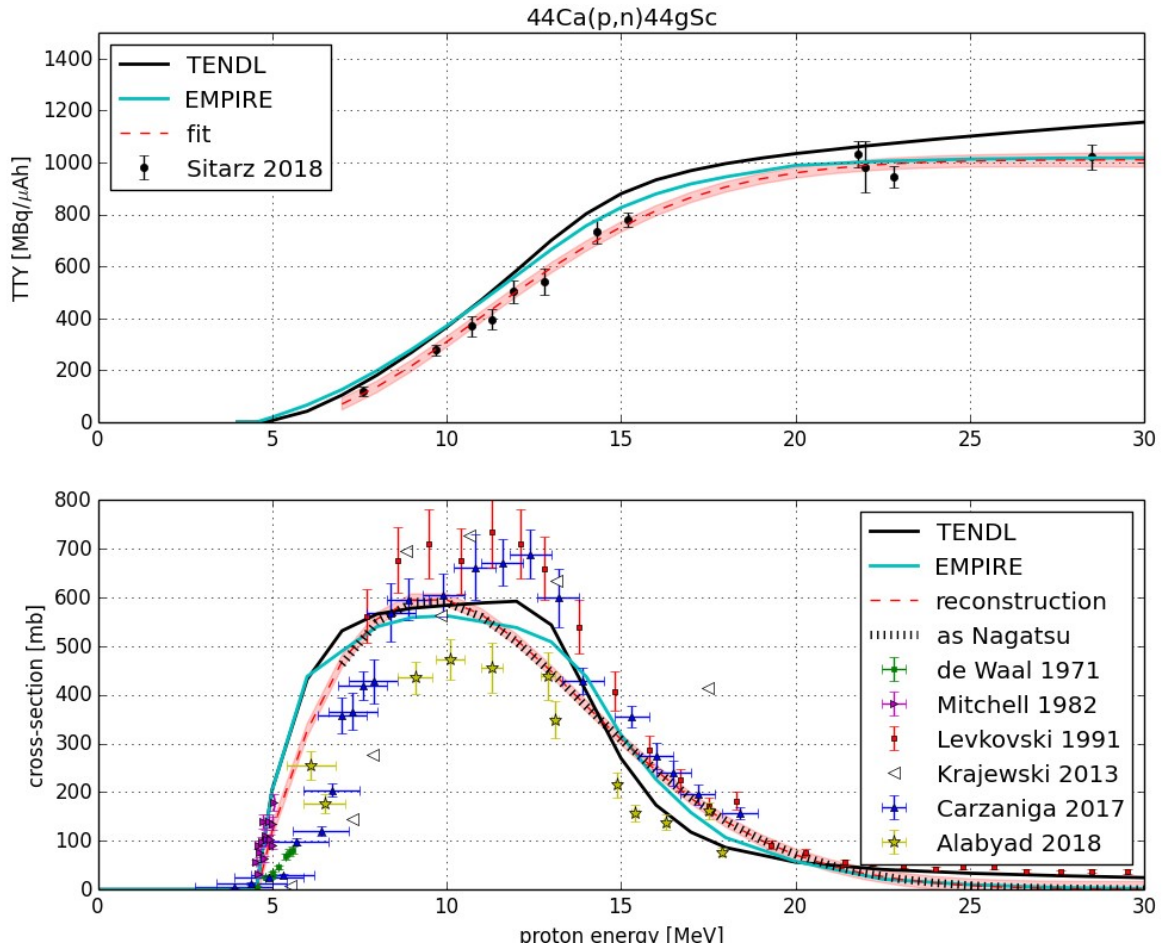 44Ca(p,n)44gSc
1400
1200
1000
800
600
400
200
0
TTY [MBq/μAh]
TENDL
EMPIRE
fit
Sitarz 2018
0
5
10
15
20
25
30
800
700
600
500
400
300
200
100
0
cross-section [mb]
TENDL
EMPIRE
reconstruction
as Nagatsu
de Waal 1971
Mitchell 1982
Levkovski 1991
Krajewski 2013
Carzaniga 2017
Alabyad 2018
0
5
10
15
20
25
30
proton energy [MeV]